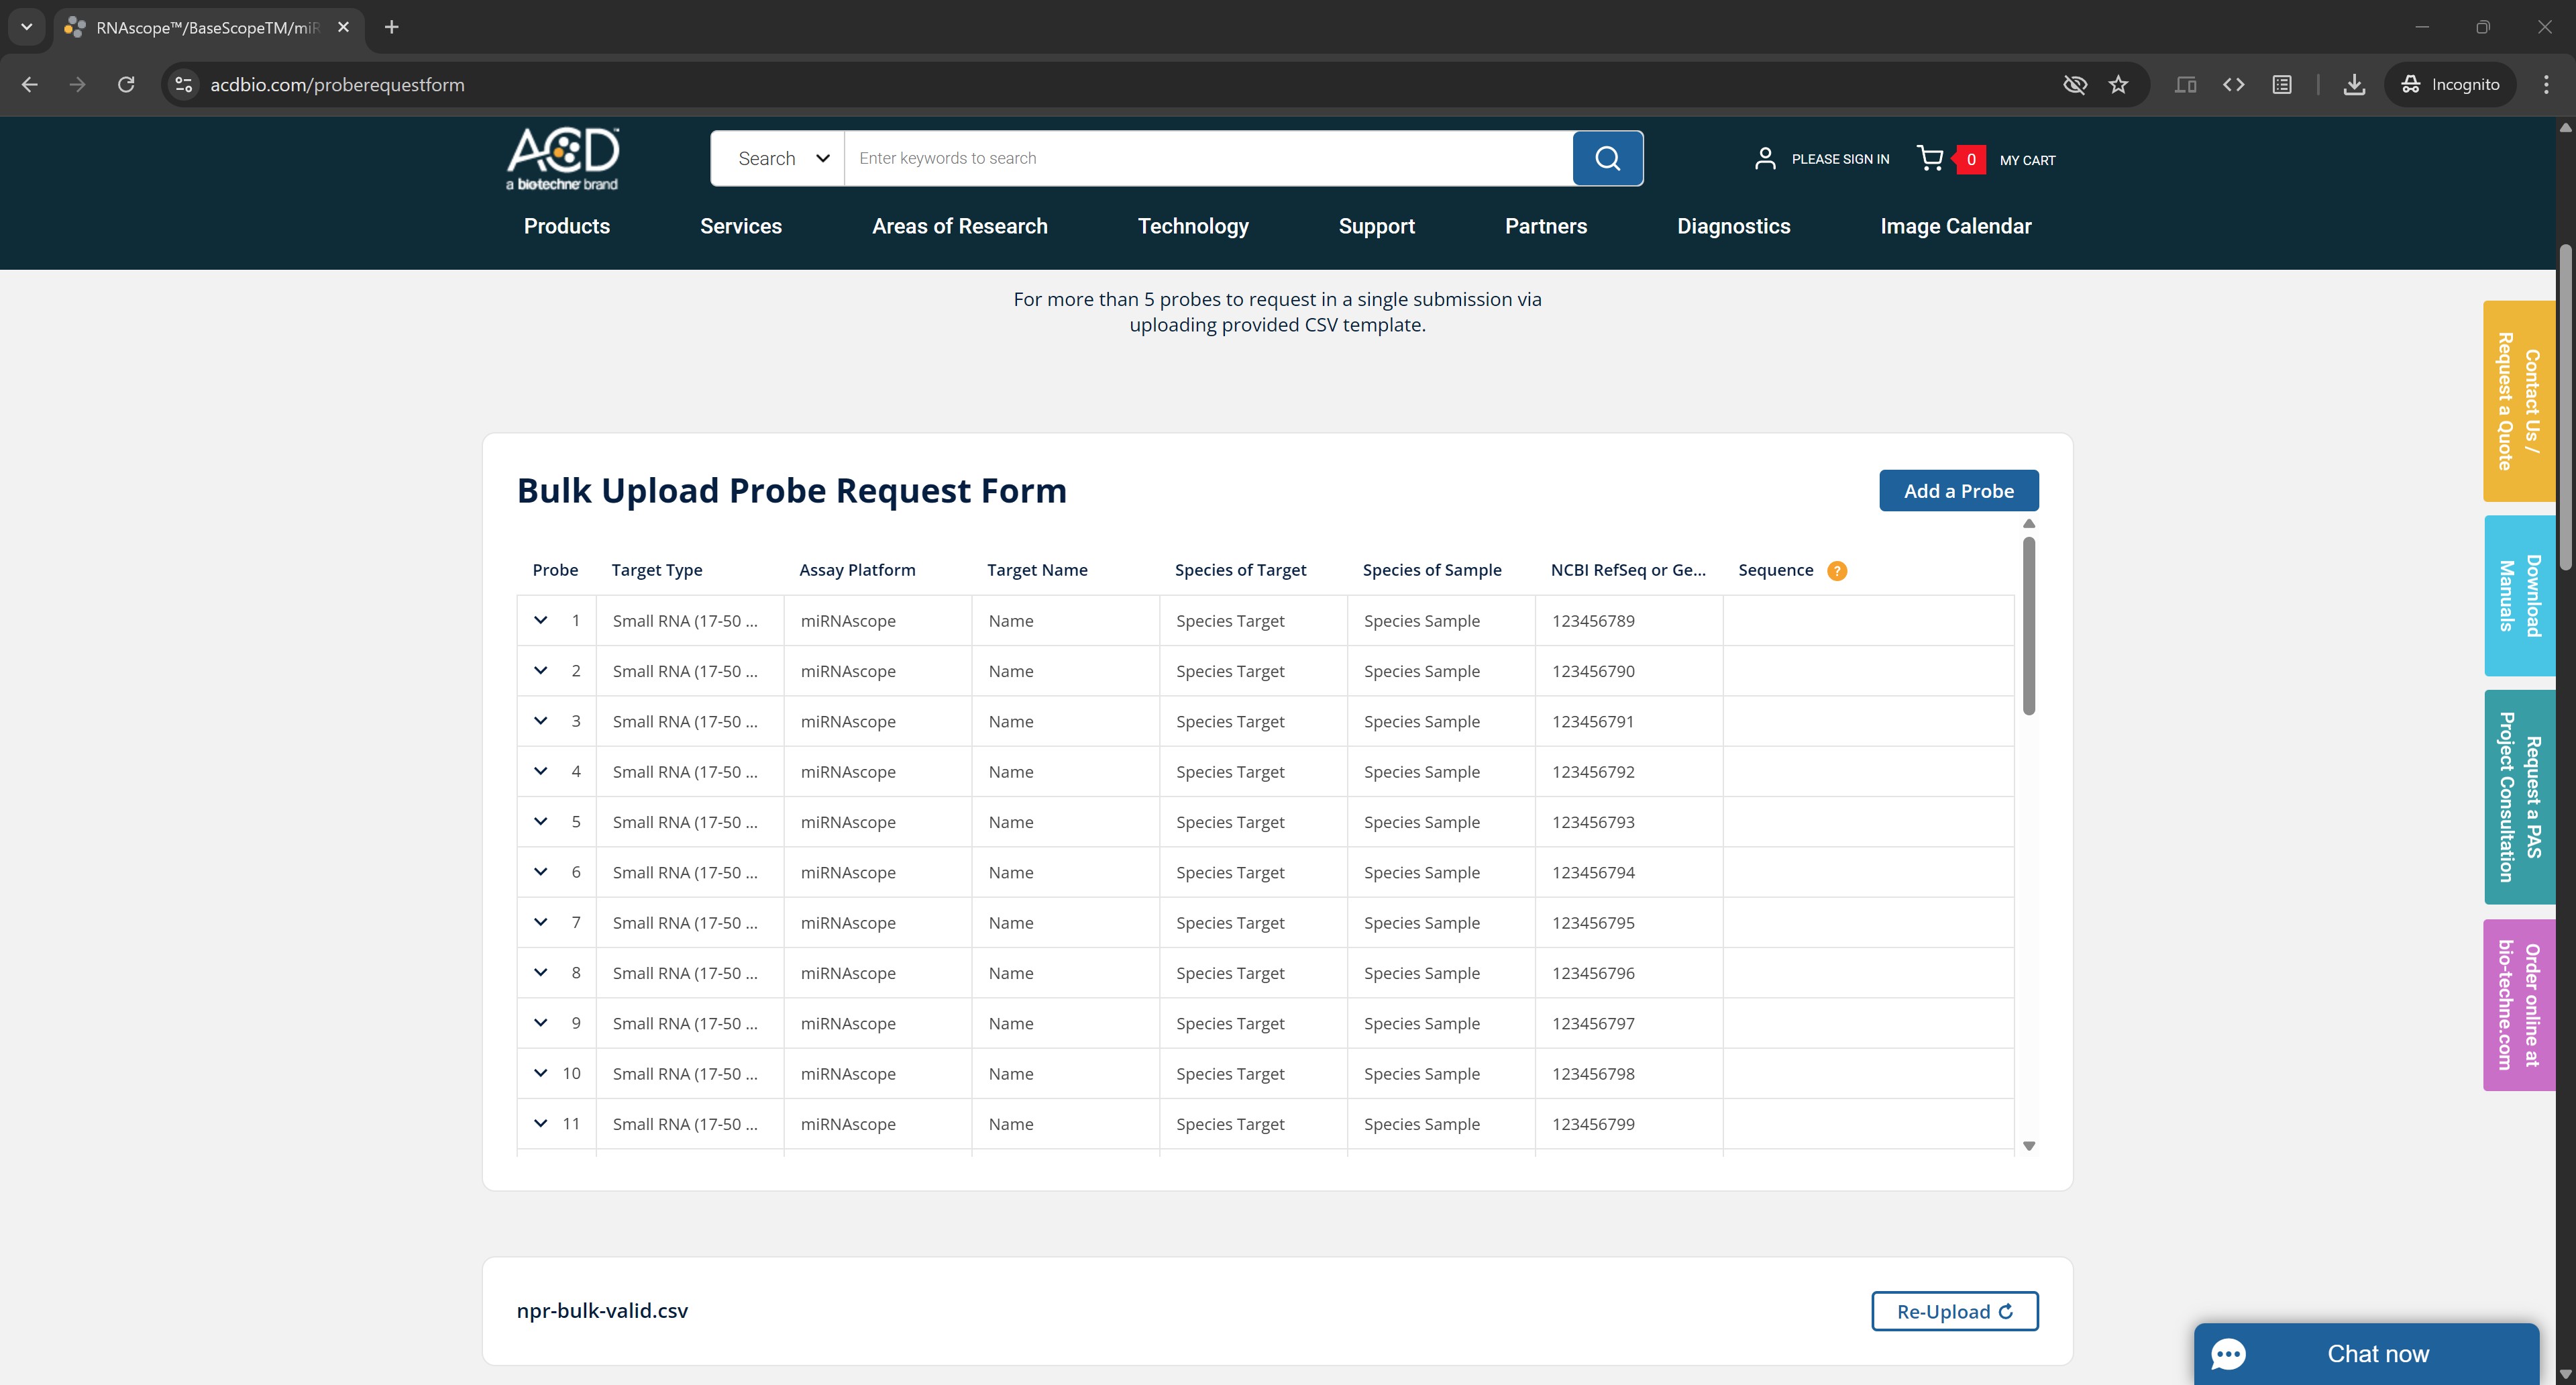 RNAscope™/BaseScopeTM/miR
acdbio.com/proberequestform
Incognito
ACD™
a biotechne brand
Search
Enter keywords to search
PLEASE SIGN IN
0
MY CART
Products
Services
Areas of Research
Technology
Support
Partners
Diagnostics
Image Calendar
For more than 5 probes to request in a single submission via
uploading provided CSV template.
Contact Us /
Request a Quote
Download
Manuals
Request a PAS
Project Consultation
Order online at
bio-techne.com
Bulk Upload Probe Request Form
Add a Probe
Probe Target Type Assay Platform Target Name Species of Target Species of Sample NCBI RefSeq or Ge... Sequence ?
1 Small RNA (17-50 ... miRNAscope Name Species Target Species Sample 123456789
2 Small RNA (17-50 ... miRNAscope Name Species Target Species Sample 123456790
3 Small RNA (17-50 ... miRNAscope Name Species Target Species Sample 123456791
4 Small RNA (17-50 ... miRNAscope Name Species Target Species Sample 123456792
5 Small RNA (17-50 ... miRNAscope Name Species Target Species Sample 123456793
6 Small RNA (17-50 ... miRNAscope Name Species Target Species Sample 123456794
7 Small RNA (17-50 ... miRNAscope Name Species Target Species Sample 123456795
8 Small RNA (17-50 ... miRNAscope Name Species Target Species Sample 123456796
9 Small RNA (17-50 ... miRNAscope Name Species Target Species Sample 123456797
10 Small RNA (17-50 ... miRNAscope Name Species Target Species Sample 123456798
11 Small RNA (17-50 ... miRNAscope Name Species Target Species Sample 123456799
npr-bulk-valid.csv
Re-Upload
Chat now